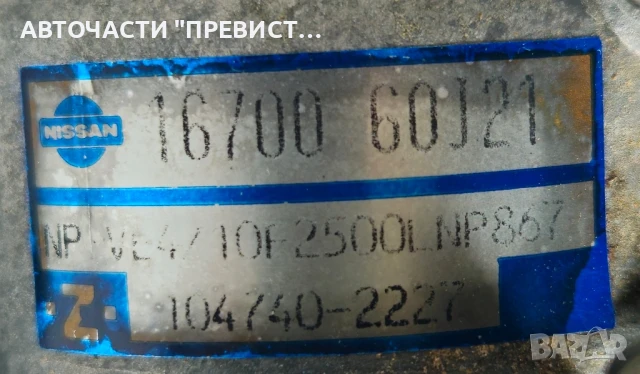 АВТОЧАСТИ "ПРЕВИСТ...
NISSAN
16700 60J21
NP-VE4/10F2500LNP867
·Z·
104740-2227
BAZAR